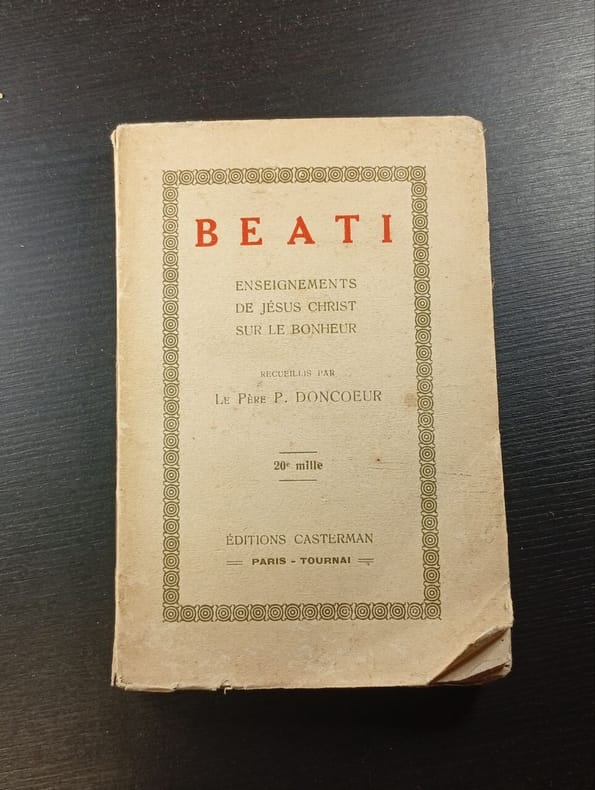 BEATI
ENSEIGNEMENTS
DE JÉSUS CHRIST
SUR LE BONHEUR
RECUEILLIS PAR
LE PÈRE P. DONCOEUR
20e mille
ÉDITIONS CASTERMAN
PARIS - TOURNAI